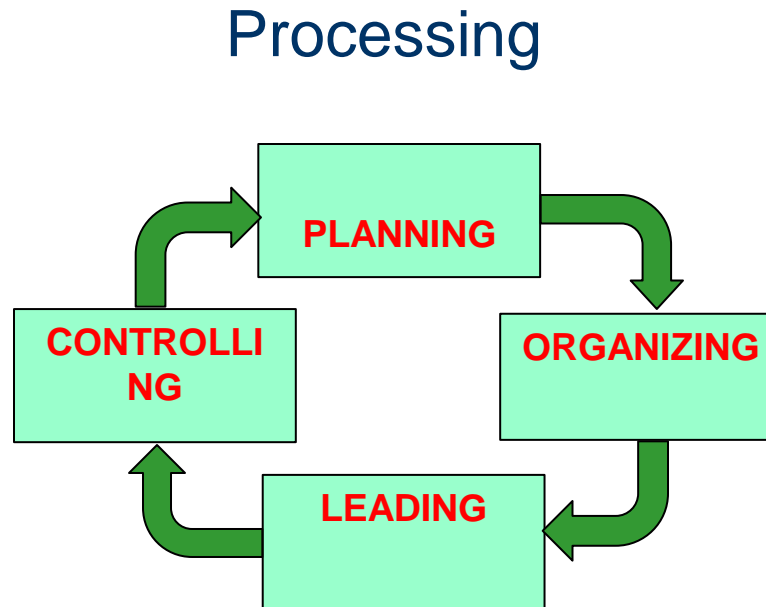 Processing
PLANNING
CONTROLLI
NG
ORGANIZING
LEADING